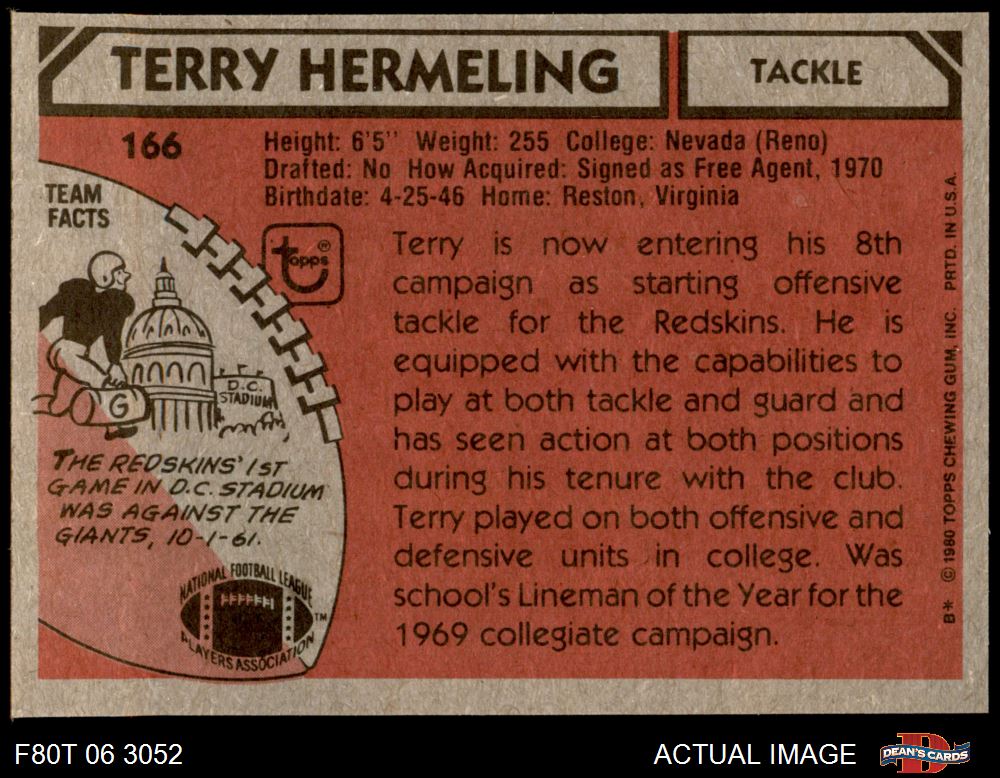 TERRY HERMELING
TACKLE
166
Height: 6'5" Weight: 255 College: Nevada (Reno)
Drafted: No How Acquired: Signed as Free Agent, 1970
Birthdate: 4-25-46 Home: Reston, Virginia
TEAM
FACTS
topps®
G
D.C.
STADIUM
THE REDSKINS' 1ST
GAME IN D.C. STADIUM
WAS AGAINST THE
GIANTS, 10-1-61.
NATIONAL FOOTBALL LEAGUE
PLAYERS ASSOCIATION
TM
Terry is now entering his 8th
campaign as starting offensive
tackle for the Redskins. He is
equipped with the capabilities to
play at both tackle and guard and
has seen action at both positions
during his tenure with the club.
Terry played on both offensive and
defensive units in college. Was
school's Lineman of the Year for the
1969 collegiate campaign.
B* © 1980 TOPPS CHEWING GUM, INC. PRTD. IN U.S.A.
D
F80T 06 3052
ACTUAL IMAGE
D
DEAN'S CARDS